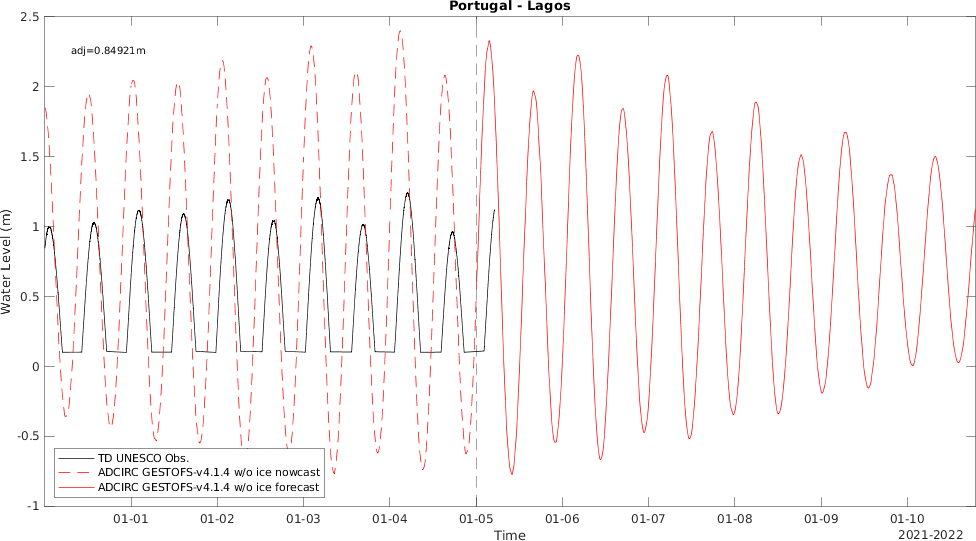 Portugal - Lagos
2.5
adj=0.84921m
2
1.5
1
0.5
0
-0.5
-1
Water Level (m)
TD UNESCO Obs.
ADCIRC GESTOFS-v4.1.4 w/o ice nowcast
ADCIRC GESTOFS-v4.1.4 w/o ice forecast
01-01 01-02 01-03 01-04 01-05 01-06 01-07 01-08 01-09 01-10
Time
2021-2022